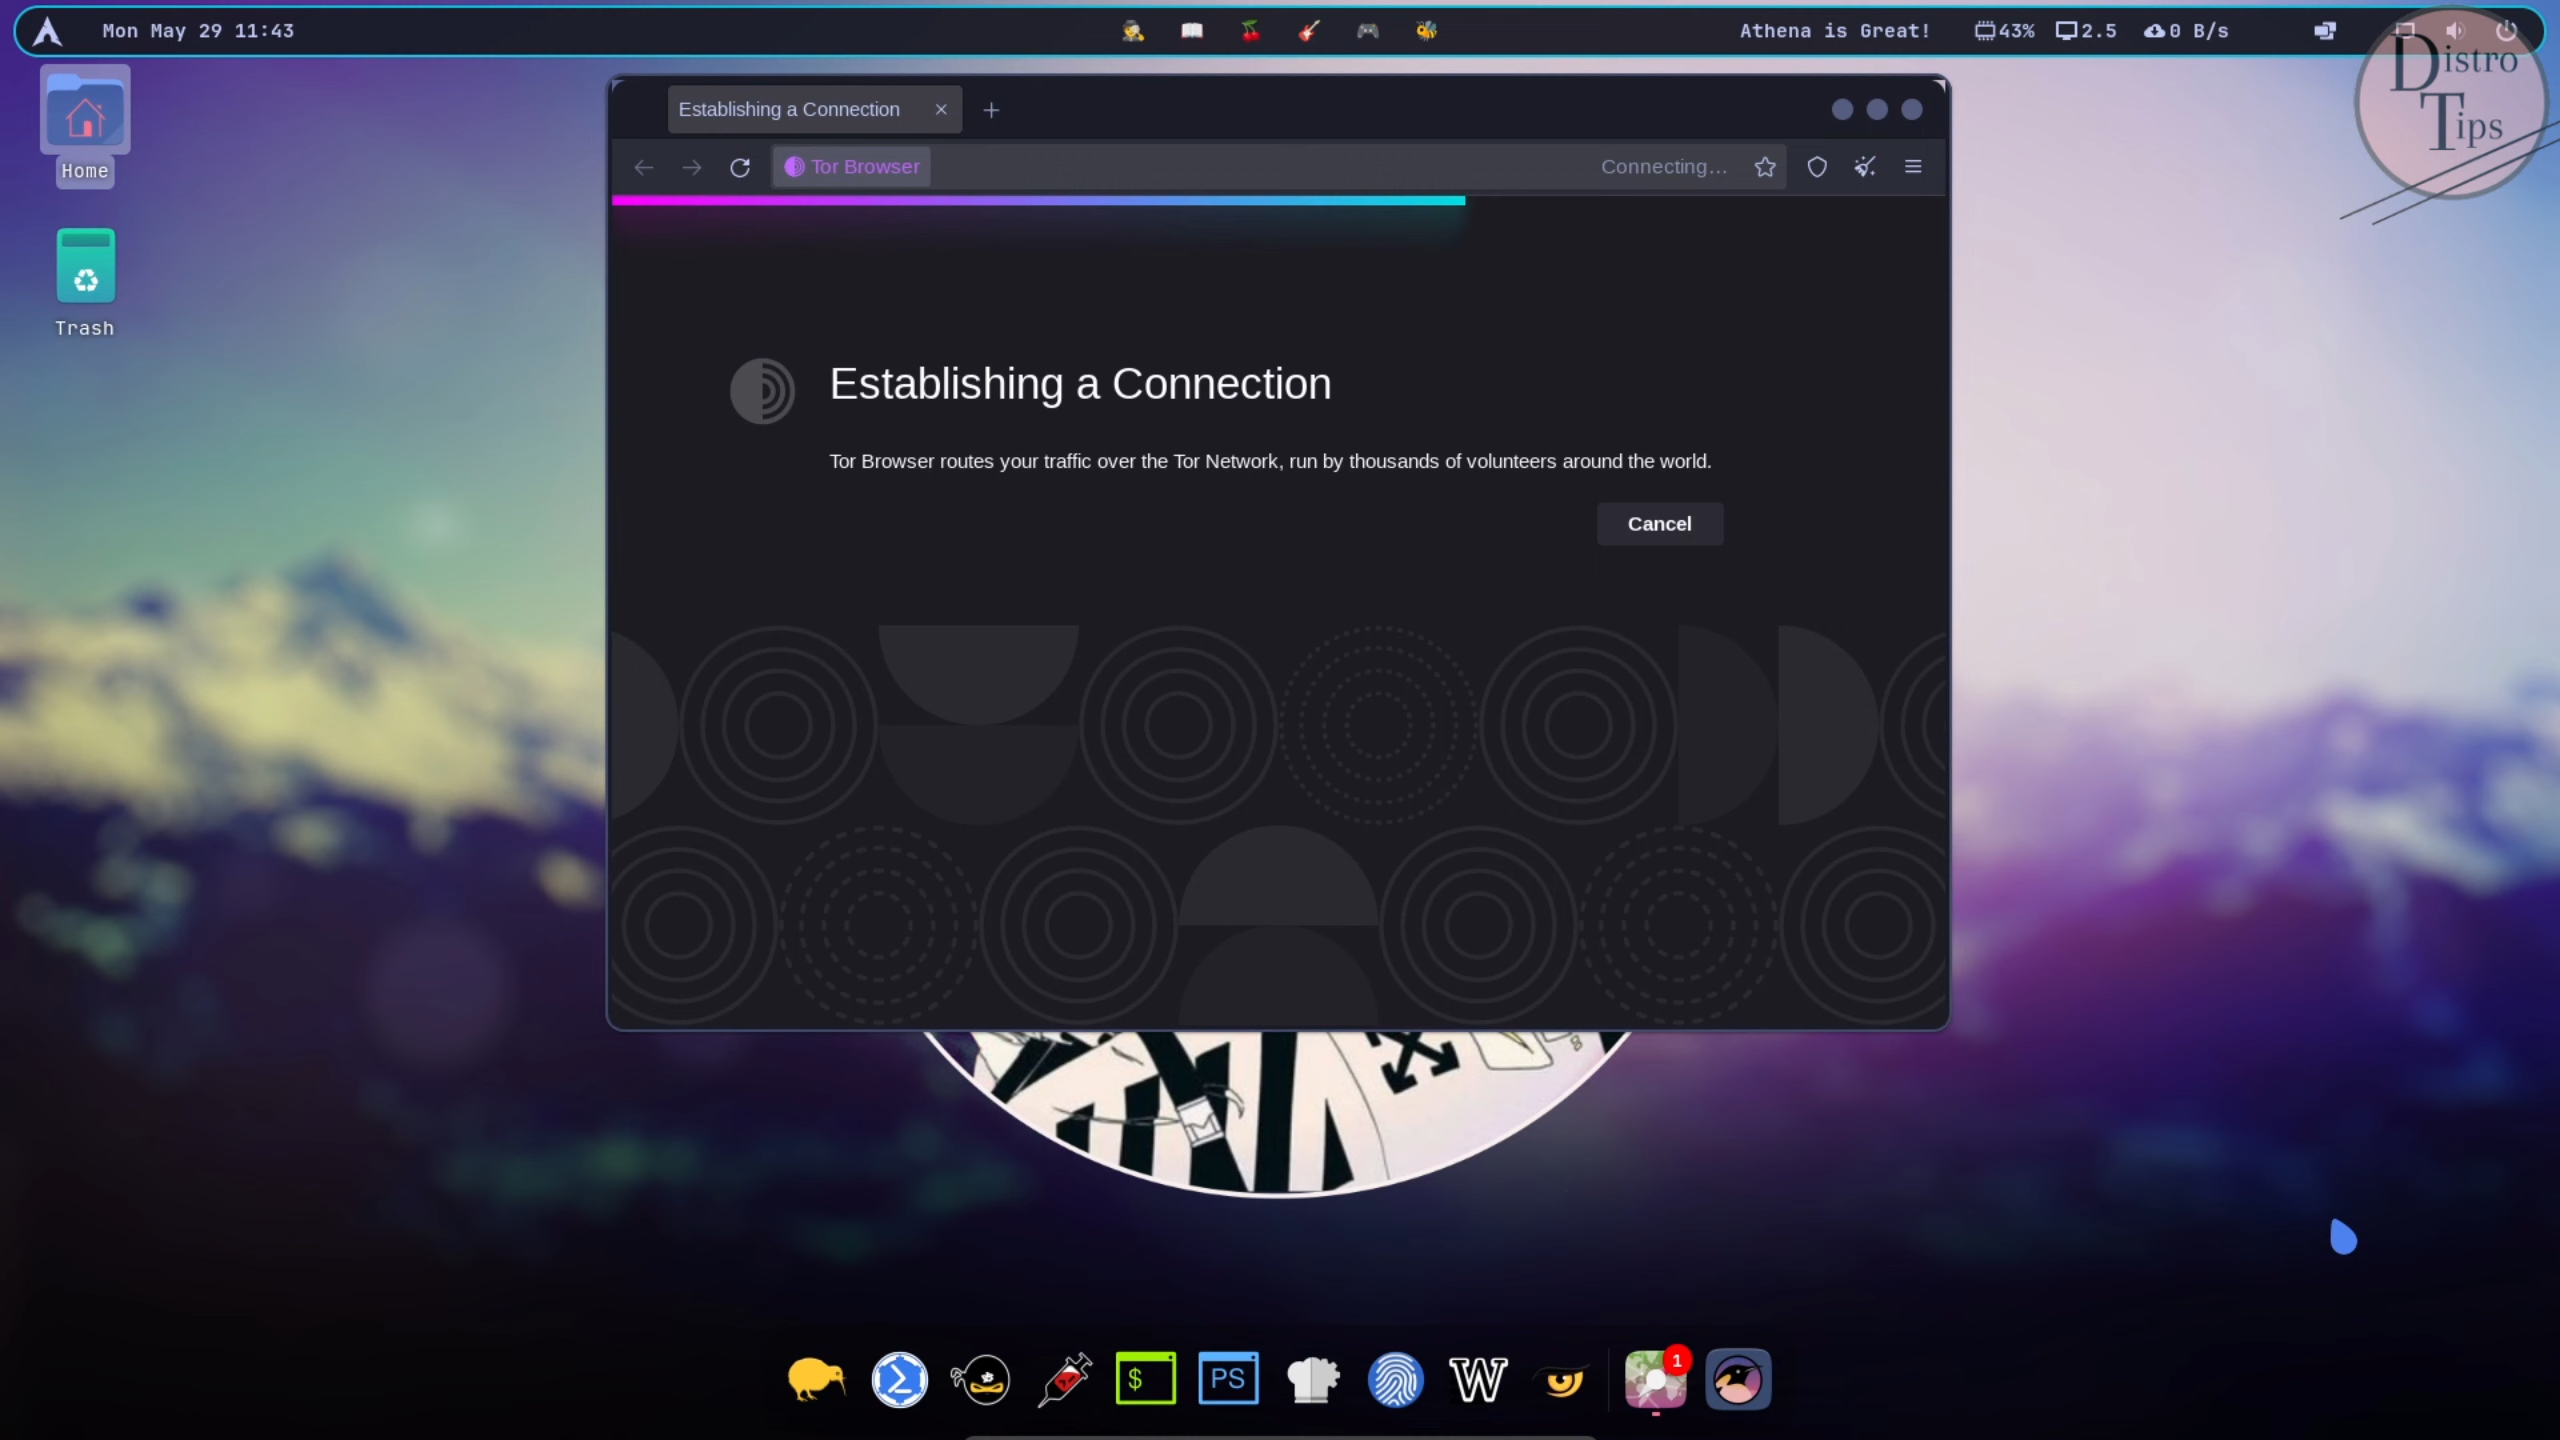 Mon May 29 11:43
Athena is Great!
43%
2.5
0 B/s
Distro
Tips
Home
Trash
Establishing a Connection
Tor Browser
Connecting...
Establishing a Connection
Tor Browser routes your traffic over the Tor Network, run by thousands of volunteers around the world.
Cancel
$
PS
W
1